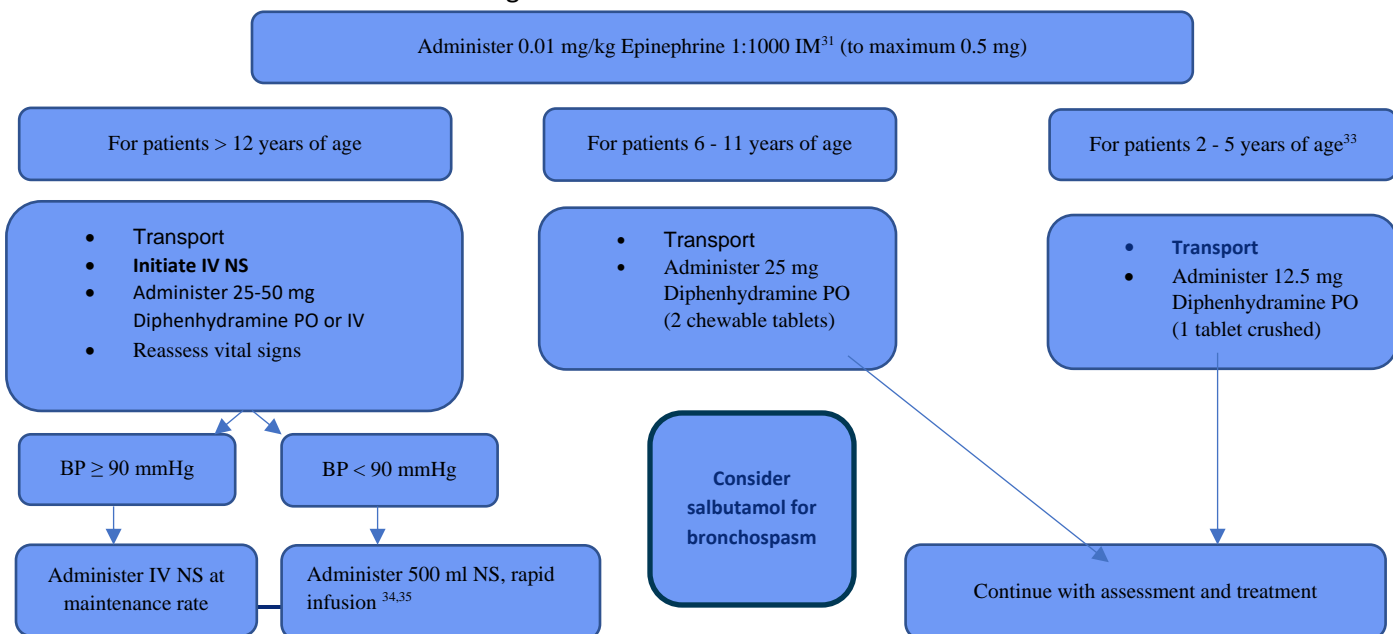 Administer 0.01 mg/kg Epinephrine 1:1000 IM31 (to maximum 0.5 mg)
For patients > 12 years of age
For patients 6 - 11 years of age
For patients 2 - 5 years of age33
• Transport
• Initiate IV NS
• Administer 25-50 mg
Diphenhydramine PO or IV
• Reassess vital signs
• Transport
• Administer 25 mg
Diphenhydramine PO
(2 chewable tablets)
• Transport
• Administer 12.5 mg
Diphenhydramine PO
(1 tablet crushed)
BP ≥ 90 mmHg
BP < 90 mmHg
Consider
salbutamol for
bronchospasm
Administer IV NS at
maintenance rate
Administer 500 ml NS, rapid
infusion 34,35
Continue with assessment and treatment